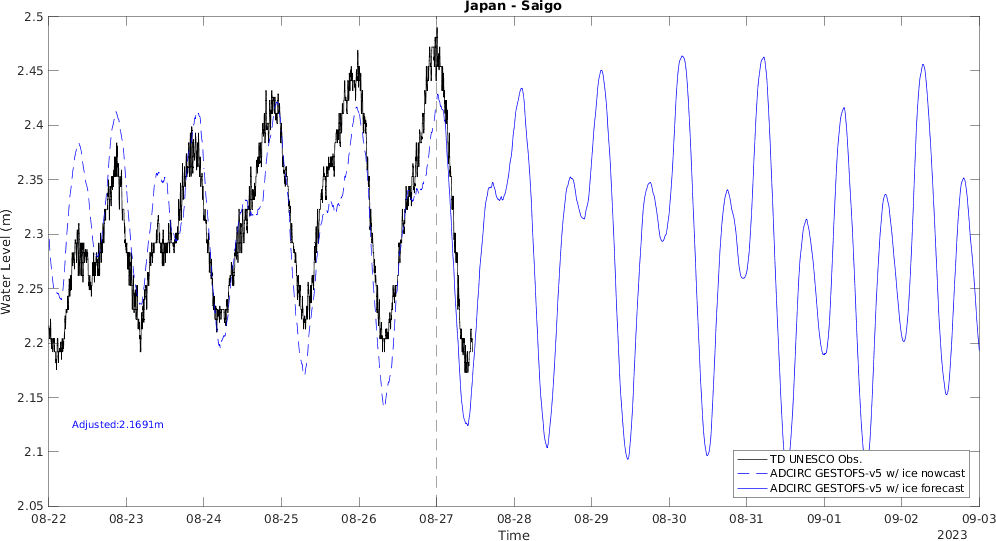 Japan - Saigo
2.5
2.45
2.4
2.35
2.3
2.25
2.2
2.15
2.1
2.05
Water Level (m)
Adjusted:2.1691m
TD UNESCO Obs.
ADCIRC GESTOFS-v5 w/ ice nowcast
ADCIRC GESTOFS-v5 w/ ice forecast
08-22 08-23 08-24 08-25 08-26 08-27 08-28 08-29 08-30 08-31 09-01 09-02 09-03
Time
2023